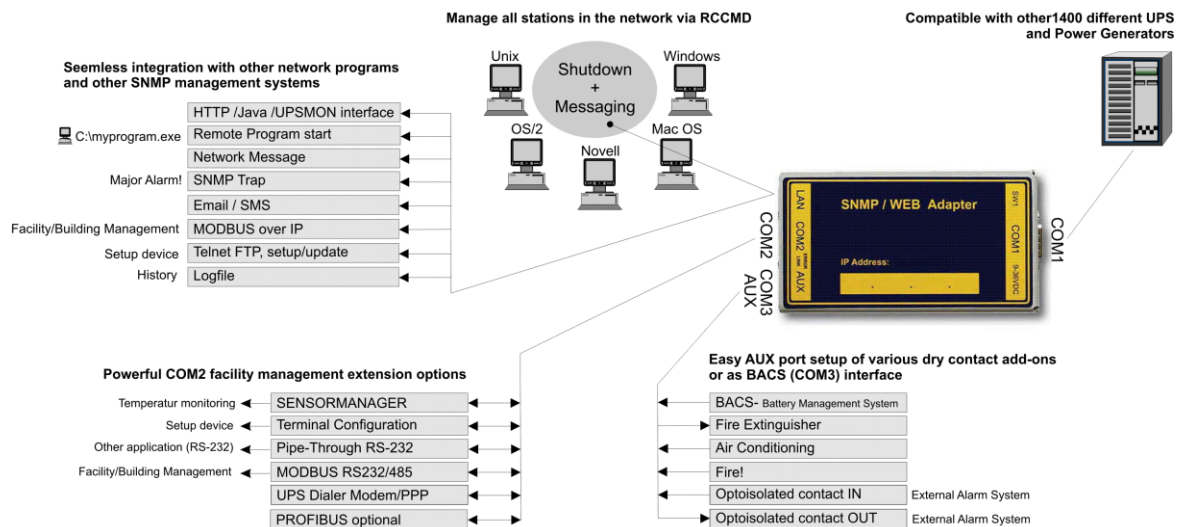 Manage all stations in the network via RCCMD
Compatible with other1400 different UPS
and Power Generators
Unix
Windows
Shutdown
+
Messaging
OS/2
Mac OS
Novell
Seemless integration with other network programs
and other SNMP management systems
HTTP /Java /UPSMON interface
C:\myprogram.exe Remote Program start
Network Message
Major Alarm! SNMP Trap
Email / SMS
Facility/Building Management MODBUS over IP
Setup device Telnet FTP, setup/update
History Logfile
COM2
COM3
AUX
LAN
COM2
ERROR
LINK
AUX
SNMP / WEB Adapter
IP Address:
. . .
SW1
COM1
9-36VDC
COM1
Powerful COM2 facility management extension options
Temperatur monitoring SENSORMANAGER
Setup device Terminal Configuration
Other application (RS-232) Pipe-Through RS-232
Facility/Building Management MODBUS RS232/485
UPS Dialer Modem/PPP
PROFIBUS optional
Easy AUX port setup of various dry contact add-ons
or as BACS (COM3) interface
BACS- Battery Management System
Fire Extinguisher
Air Conditioning
Fire!
Optoisolated contact IN External Alarm System
Optoisolated contact OUT External Alarm System